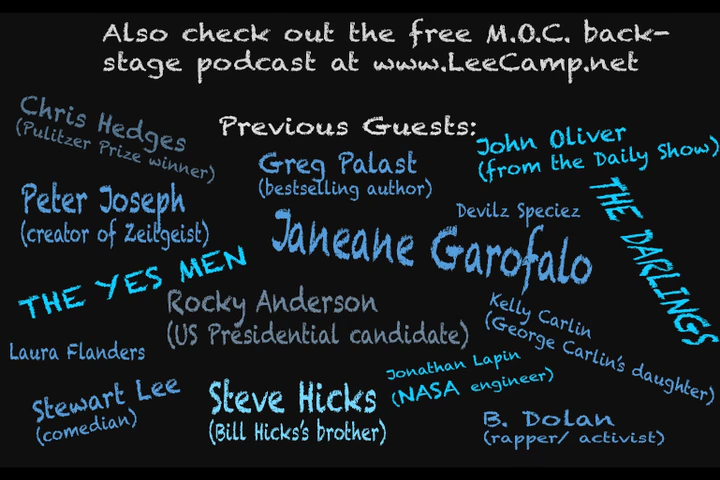 Also check out the free M.O.C. back-
stage podcast at www.LeeCamp.net
Previous Guests:
Chris Hedges
(Pulitzer Prize winner)
Greg Palast
(bestselling author)
John Oliver
(from the Daily Show)
Peter Joseph
(creator of Zeitgeist)
Devilz Speciez
Janeane Garofalo
THE DARLINGS
THE YES MEN
Rocky Anderson
(US Presidential candidate)
Kelly Carlin
(George Carlin's daughter)
Laura Flanders
Jonathan Lapin
(NASA engineer)
Stewart Lee
(comedian)
Steve Hicks
(Bill Hicks's brother)
B. Dolan
(rapper/ activist)